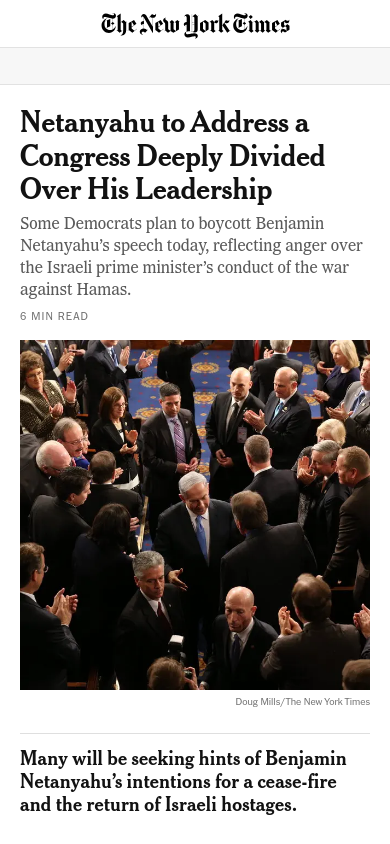 The New York Times
Netanyahu to Address a
Congress Deeply Divided
Over His Leadership
Some Democrats plan to boycott Benjamin
Netanyahu’s speech today, reflecting anger over
the Israeli prime minister’s conduct of the war
against Hamas.
6 MIN READ
Doug Mills/The New York Times
Many will be seeking hints of Benjamin
Netanyahu’s intentions for a cease-fire
and the return of Israeli hostages.